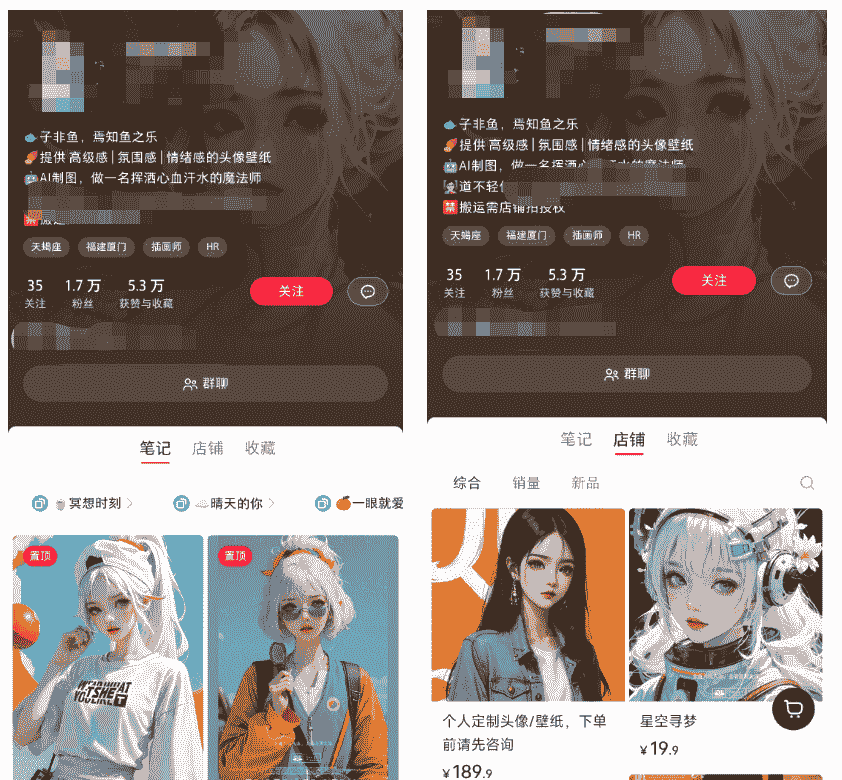 子非鱼，焉知鱼之乐
提供 高级感 | 氛围感 | 情绪感的头像壁纸
AI制图，做一名挥洒心血汗水的魔法师
天蝎座
福建厦门
插画师
HR
35
1.7 万
5.3 万
关注
粉丝
获赞与收藏
关注
群聊
笔记
店铺
收藏
冥想时刻
晴天的你
一眼就爱
置顶
置顶
子非鱼，焉知鱼之乐
提供 高级感 | 氛围感 | 情绪感的头像壁纸
AI制图，做一名挥洒心
道不轻
禁 搬运需店铺拍授权
天蝎座
福建厦门
插画师
HR
35
1.7 万
5.3 万
关注
粉丝
获赞与收藏
关注
群聊
笔记
店铺
收藏
综合
销量
新品
个人定制头像/壁纸，下单
前请先咨询
¥189.9
星空寻梦
¥19.9